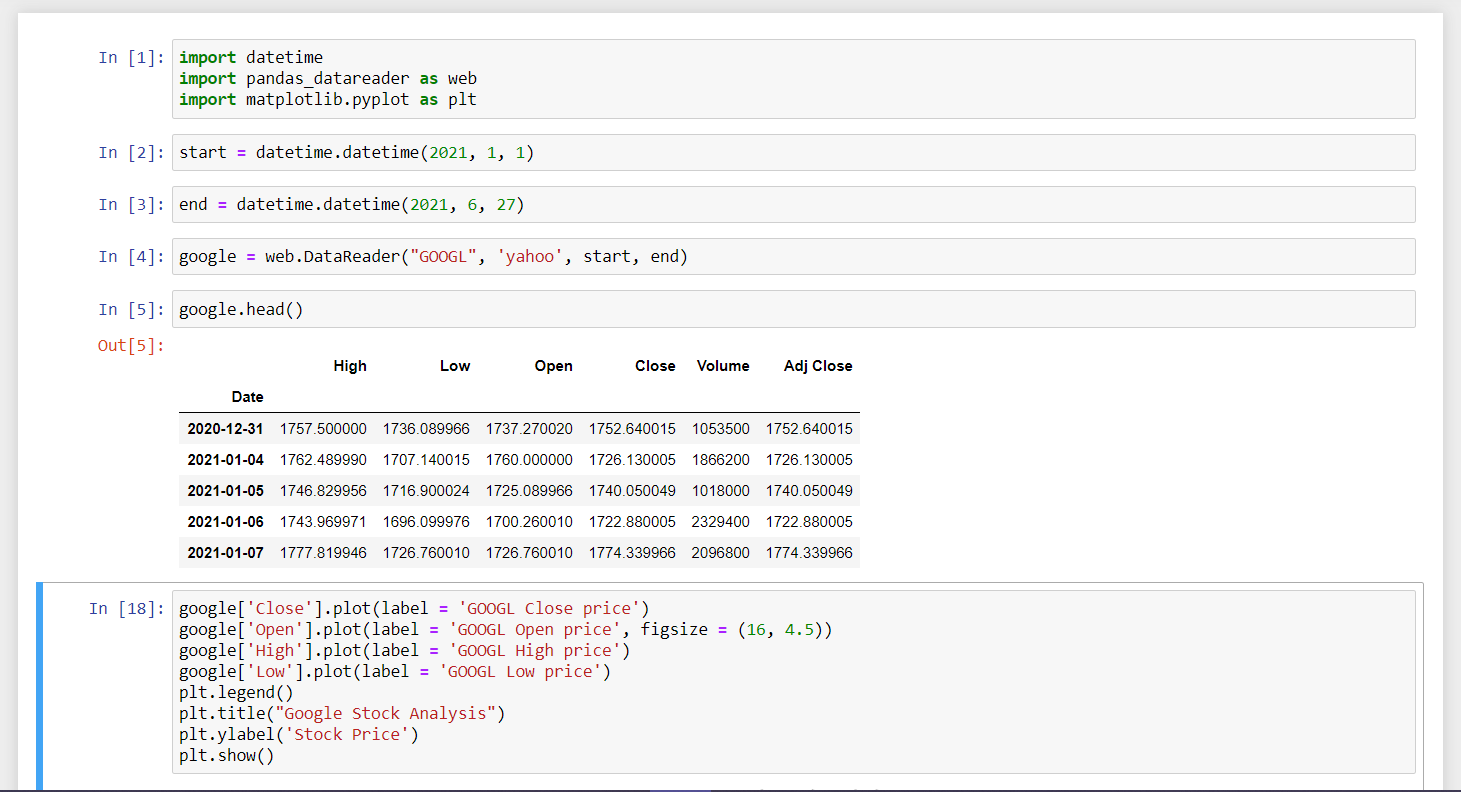 In [1]: import datetime
import pandas_datareader as web
import matplotlib.pyplot as plt
In [2]: start = datetime.datetime(2021, 1, 1)
In [3]: end = datetime.datetime(2021, 6, 27)
In [4]: google = web.DataReader("GOOGL", 'yahoo', start, end)
In [5]: google.head()
Out[5]:
High Low Open Close Volume Adj Close
Date
2020-12-31 1757.500000 1736.089966 1737.270020 1752.640015 1053500 1752.640015
2021-01-04 1762.489990 1707.140015 1760.000000 1726.130005 1866200 1726.130005
2021-01-05 1746.829956 1716.900024 1725.089966 1740.050049 1018000 1740.050049
2021-01-06 1743.969971 1696.099976 1700.260010 1722.880005 2329400 1722.880005
2021-01-07 1777.819946 1726.760010 1726.760010 1774.339966 2096800 1774.339966
In [18]: google['Close'].plot(label = 'GOOGL Close price')
google['Open'].plot(label = 'GOOGL Open price', figsize = (16, 4.5))
google['High'].plot(label = 'GOOGL High price')
google['Low'].plot(label = 'GOOGL Low price')
plt.legend()
plt.title("Google Stock Analysis")
plt.ylabel('Stock Price')
plt.show()